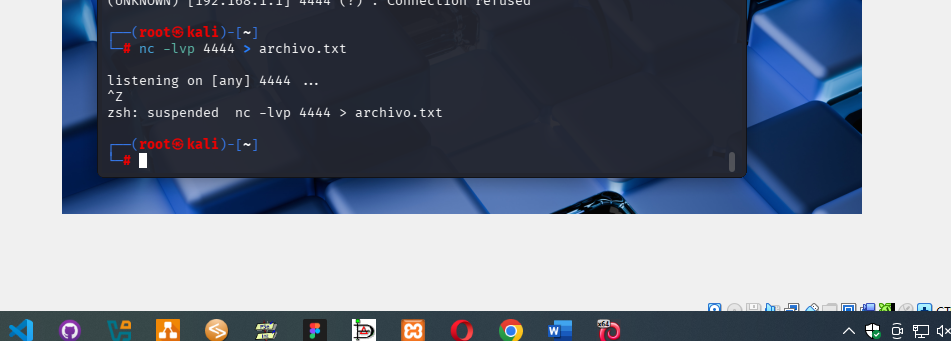 (UNKNOWN) [192.168.1.1] 4444 (?) : Connection refused
┌──(root㉿kali)-[~]
└─# nc -lvp 4444 > archivo.txt
listening on [any] 4444 ...
^Z
zsh: suspended  nc -lvp 4444 > archivo.txt
┌──(root㉿kali)-[~]
└─#